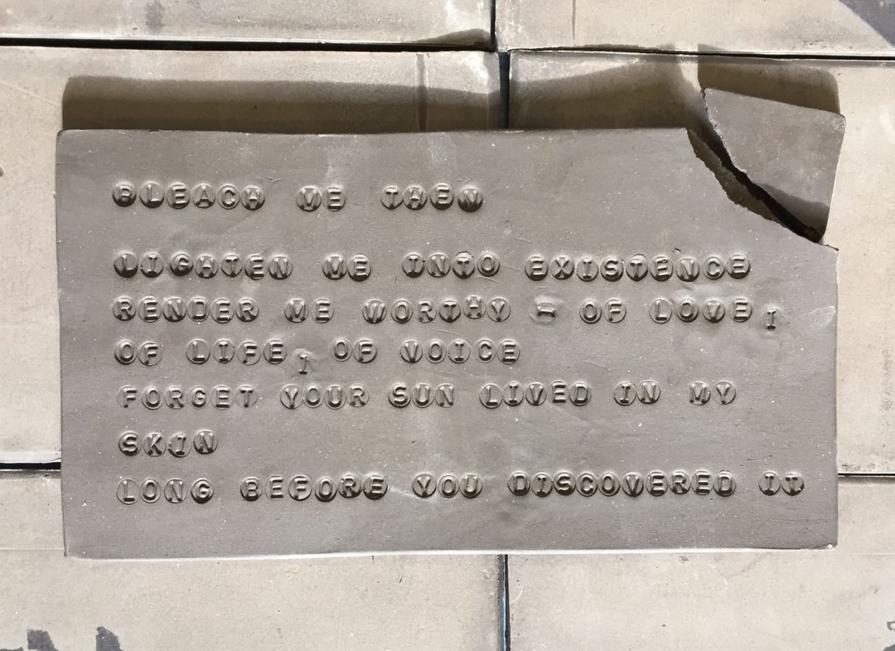 BLEACH ME THEN
LIGHTEN ME INTO EXISTENCE
RENDER ME WORTHY - OF LOVE,
OF LIFE, OF VOICE
FORGET YOUR SUN LIVED IN MY
SKIN
LONG BEFORE YOU DISCOVERED IT